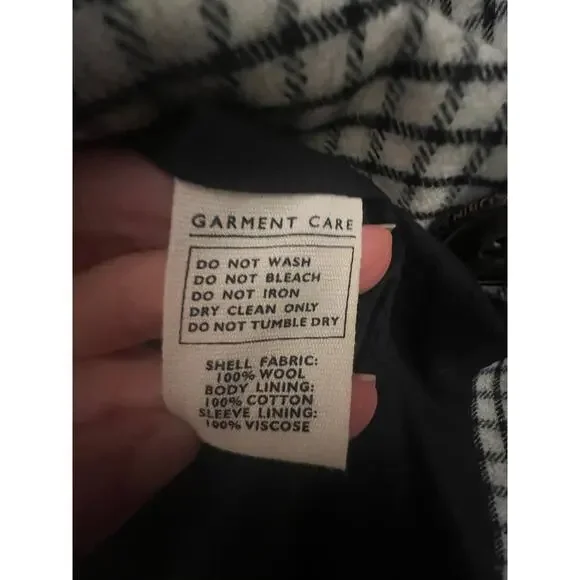 GARMENT CARE
DO NOT WASH
DO NOT BLEACH
DO NOT IRON
DRY CLEAN ONLY
DO NOT TUMBLE DRY
SHELL FABRIC:
100% WOOL
BODY LINING:
100% COTTON
SLEEVE LINING:
100% VISCOSE